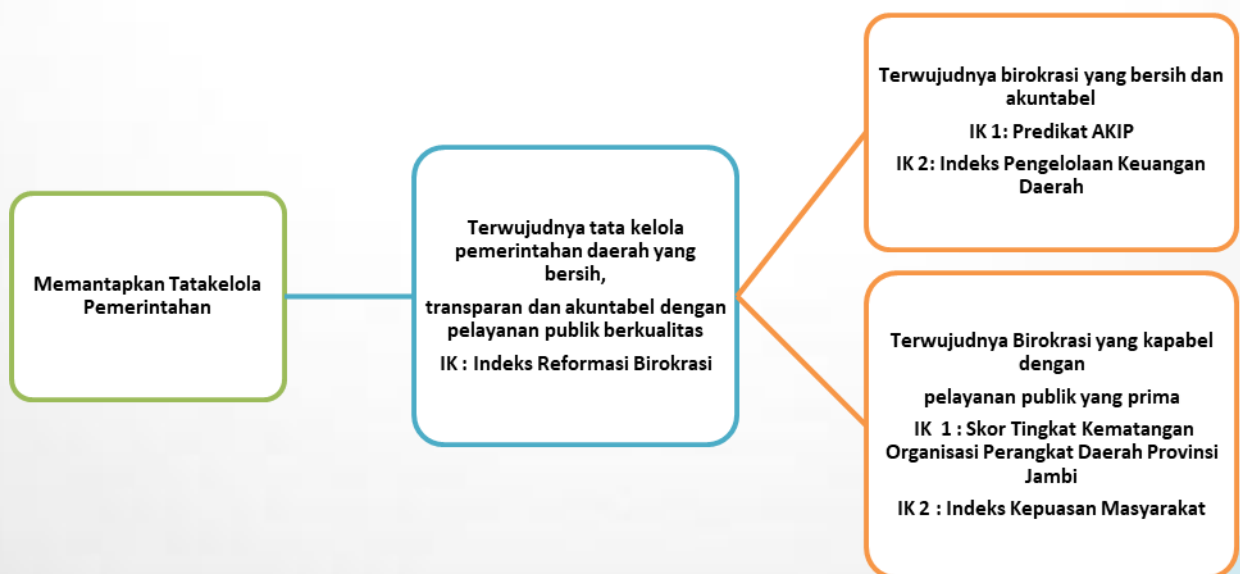 Memantapkan Tatakelola
Pemerintahan
Terwujudnya tata kelola
pemerintahan daerah yang
bersih,
transparan dan akuntabel dengan
pelayanan publik berkualitas
IK : Indeks Reformasi Birokrasi
Terwujudnya birokrasi yang bersih dan
akuntabel
IK 1: Predikat AKIP
IK 2: Indeks Pengelolaan Keuangan
Daerah
Terwujudnya Birokrasi yang kapabel
dengan
pelayanan publik yang prima
IK 1 : Skor Tingkat Kematangan
Organisasi Perangkat Daerah Provinsi
Jambi
IK 2 : Indeks Kepuasan Masyarakat